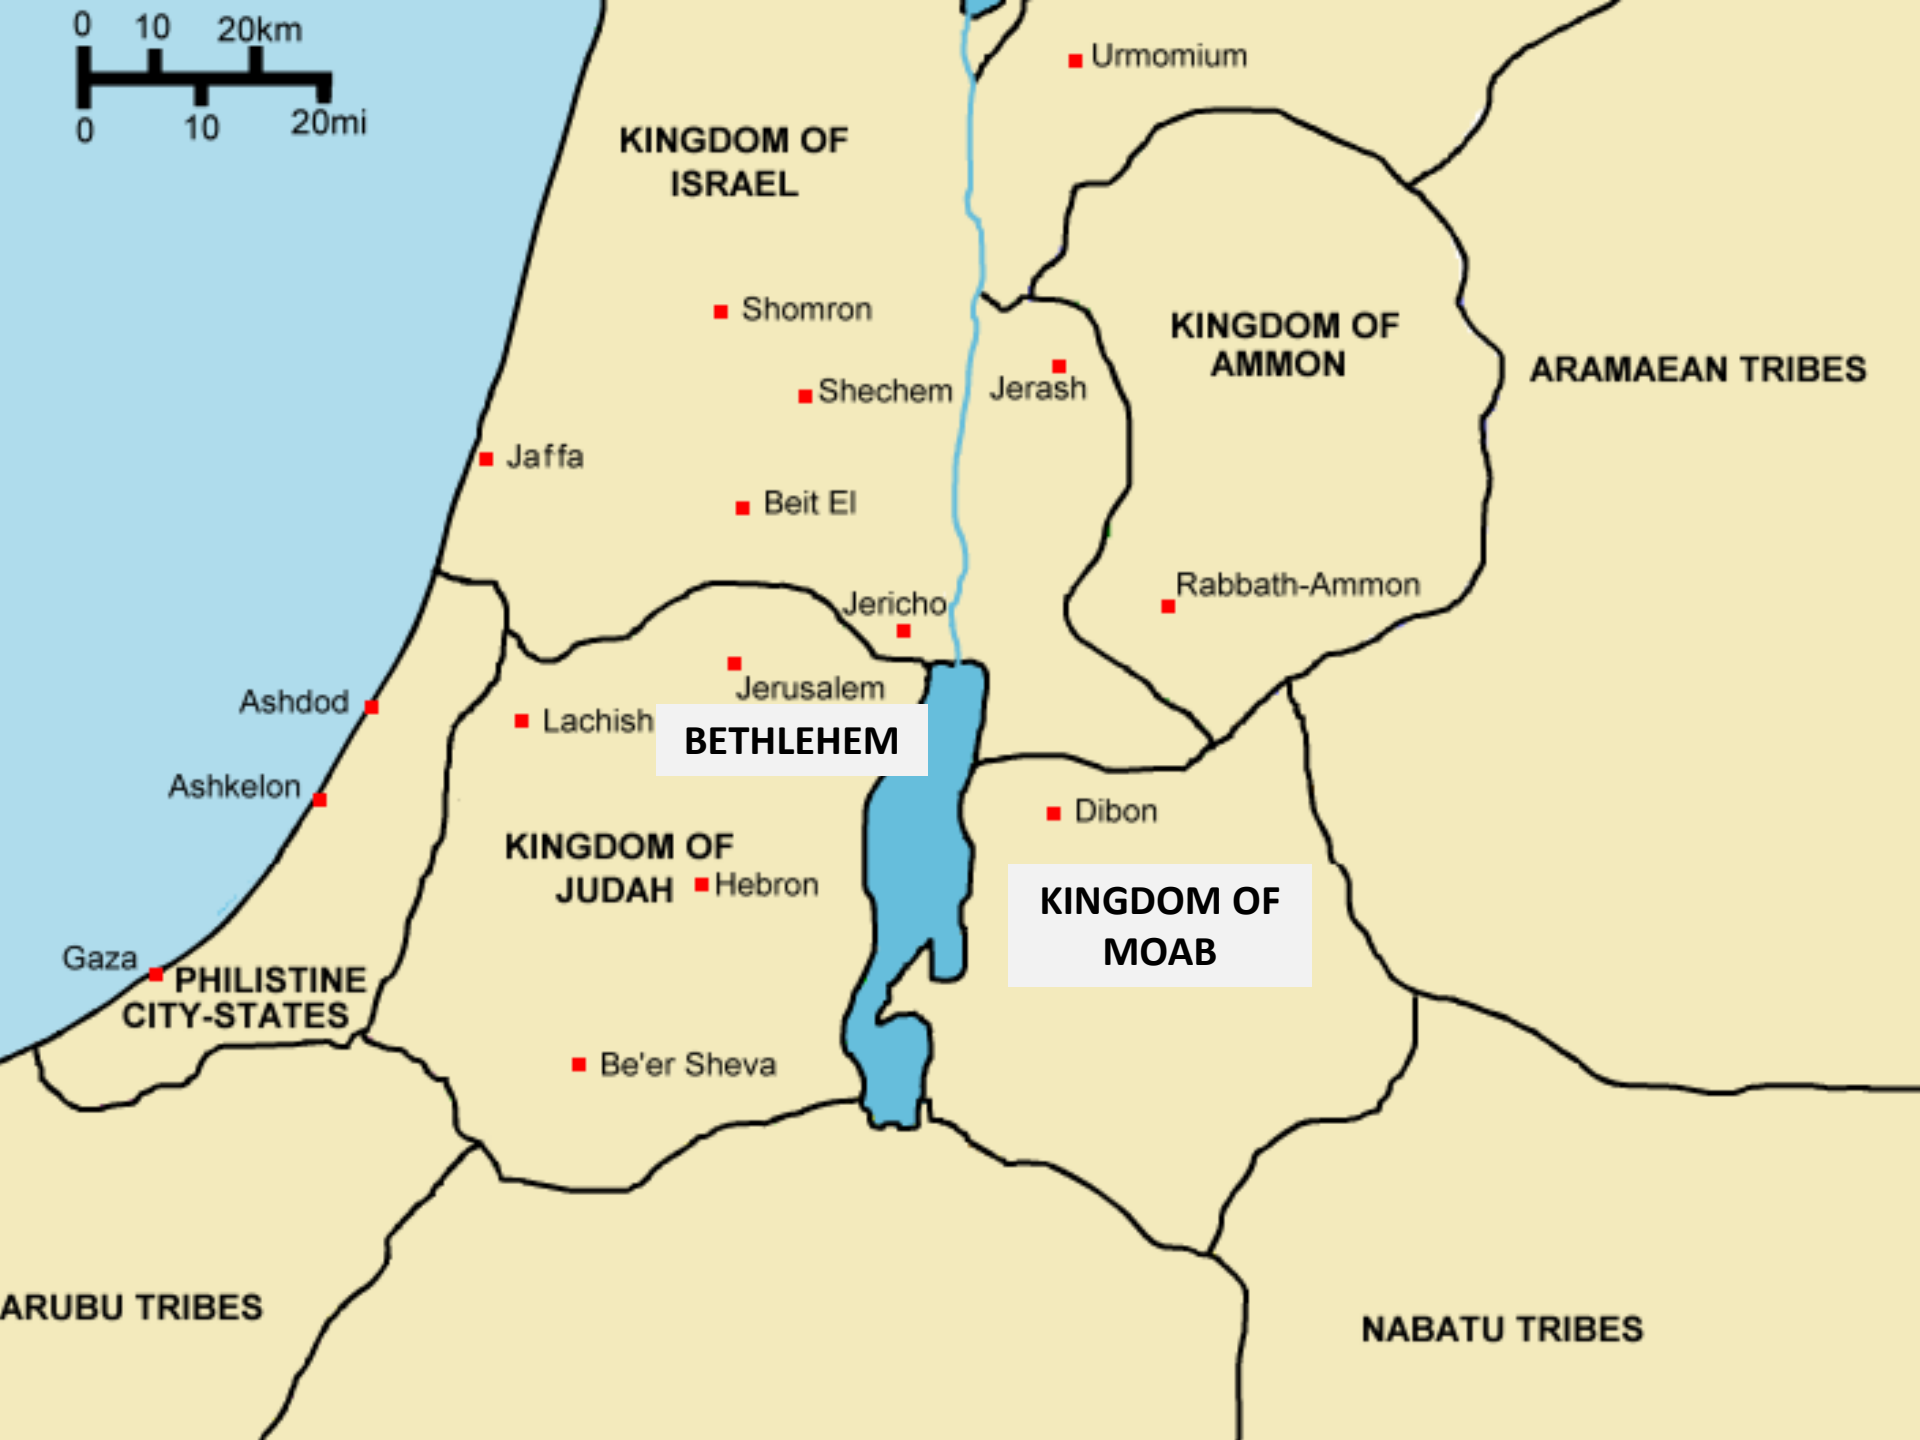 0 10 20km
0 10 20mi
Urmomium
KINGDOM OF
ISRAEL
Shomron
KINGDOM OF
AMMON
ARAMAEAN TRIBES
Shechem
Jerash
Jaffa
Beit El
Rabbath-Ammon
Jericho
Jerusalem
Ashdod
Lachish
BETHLEHEM
Ashkelon
Dibon
KINGDOM OF
JUDAH
Hebron
KINGDOM OF
MOAB
Gaza
PHILISTINE
CITY-STATES
Be'er Sheva
ARUBU TRIBES
NABATU TRIBES